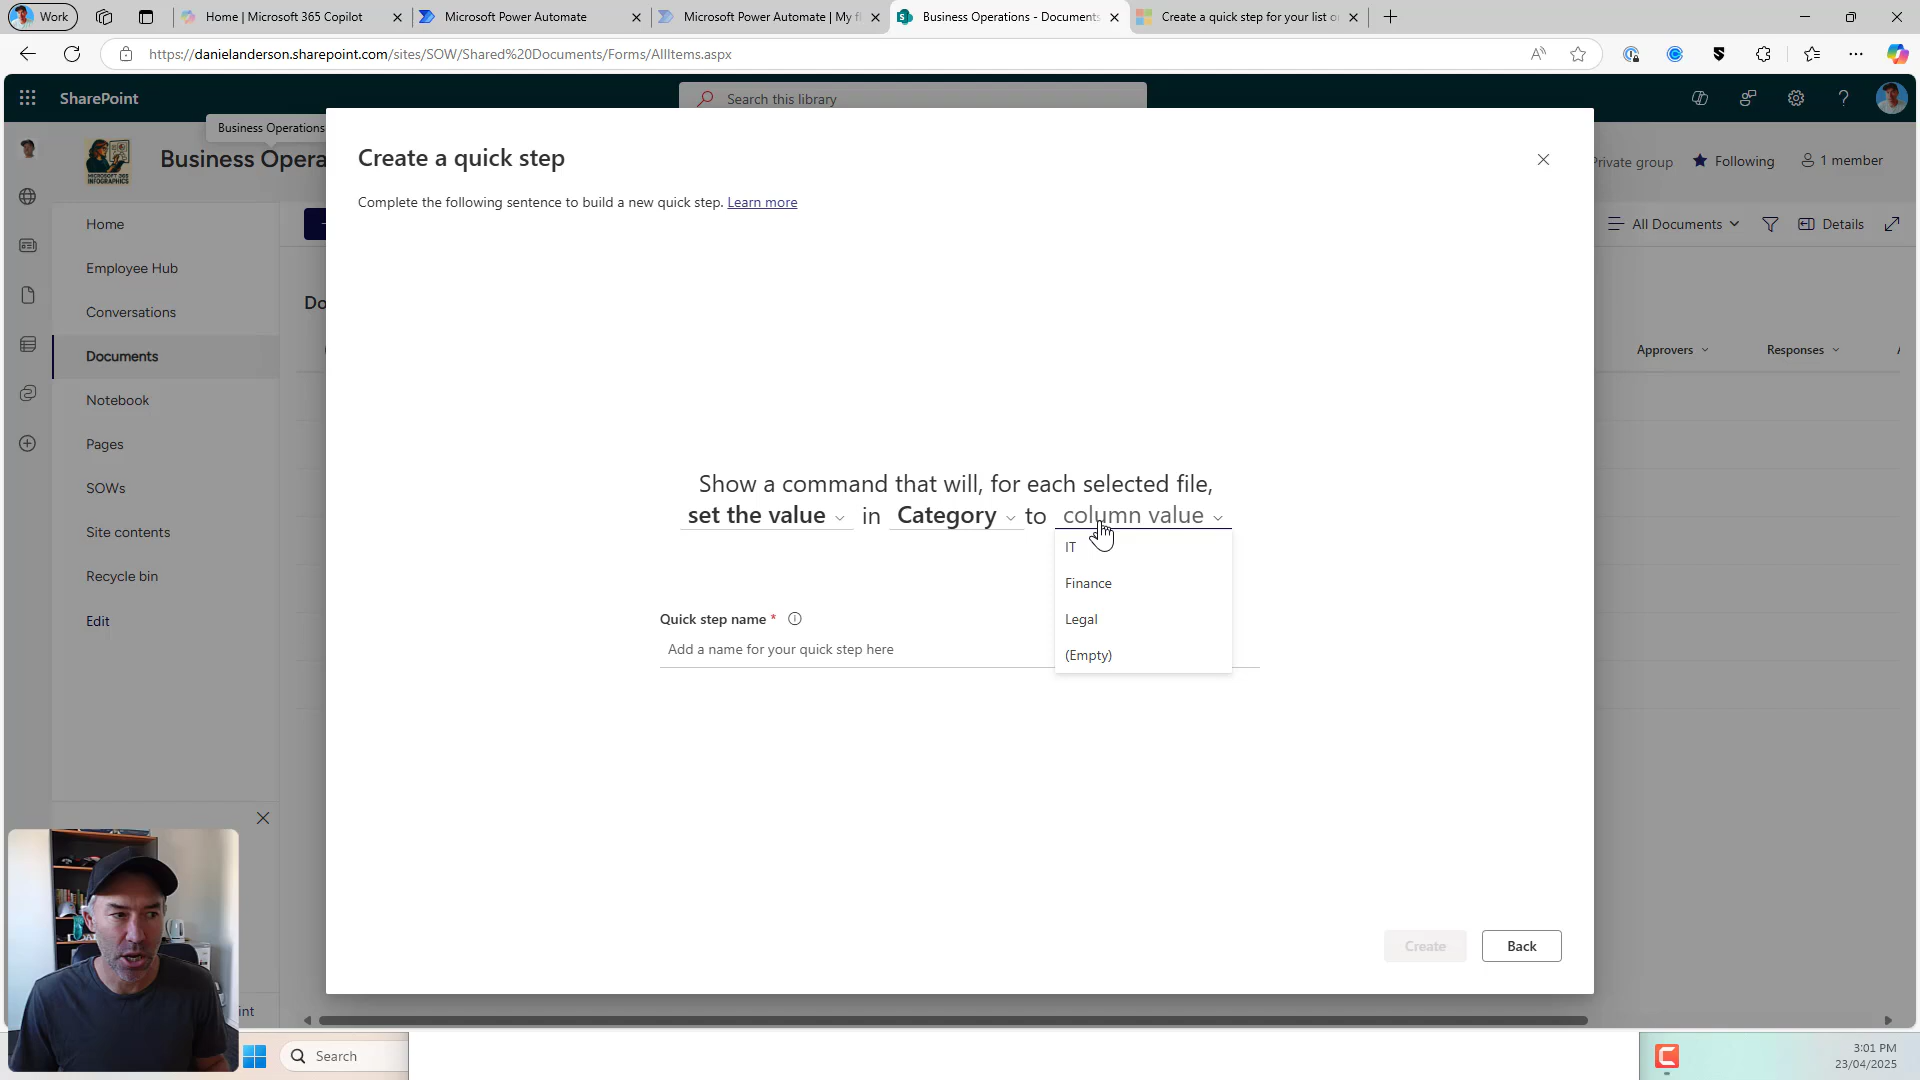 Work
Home | Microsoft 365 Copilot
Microsoft Power Automate
Microsoft Power Automate | My fl
Business Operations - Documents
Create a quick step for your list o
https://danielanderson.sharepoint.com/sites/SOW/Shared%20Documents/Forms/AllItems.aspx
SharePoint
Search this library
Business Operations
MICROSOFT 365
INFOGRAPHICS
Business Opera
Private group
Following
1 member
Home
Employee Hub
Conversations
Documents
Notebook
Pages
SOWs
Site contents
Recycle bin
Edit
All Documents
Details
Do
Approvers
Responses
Create a quick step
Complete the following sentence to build a new quick step. Learn more
Show a command that will, for each selected file,
set the value in Category to column value
IT
Finance
Legal
(Empty)
Quick step name *
Add a name for your quick step here
Create
Back
int
Search
3:01 PM
23/04/2025